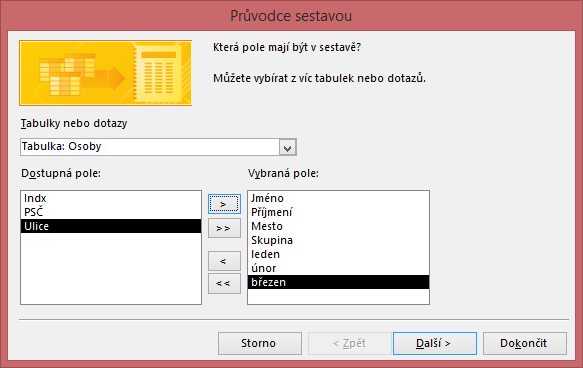 Průvodce sestavou
Která pole mají být v sestavě?
Můžete vybírat z víc tabulek nebo dotazů.
Tabulky nebo dotazy
Tabulka: Osoby
Dostupná pole:
Vybraná pole:
Indx
PSČ
Ulice
>
>>
<
<<
Jméno
Příjmení
Mesto
Skupina
leden
únor
březen
Storno
< Zpět
Další >
Dokončit